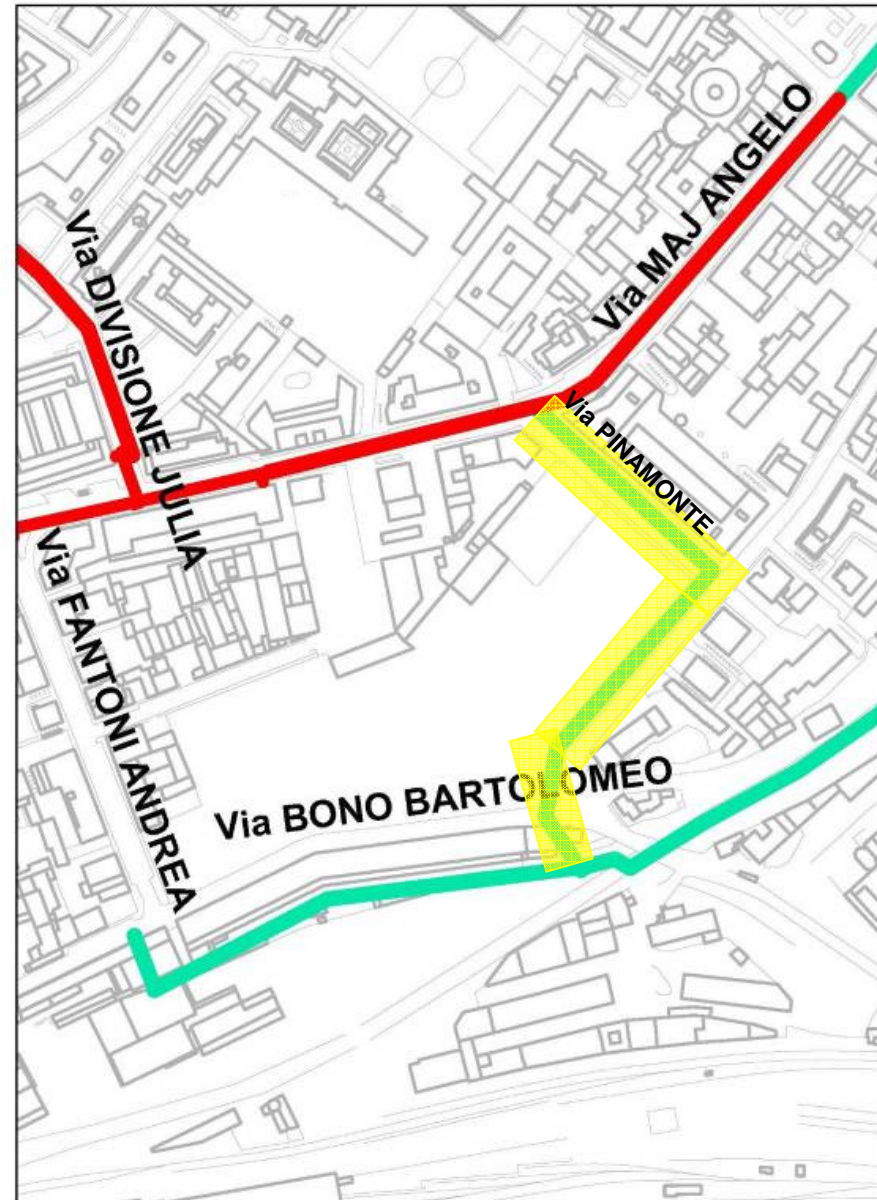 Via MAJ ANGELO
Via DIVISIONE JULIA
Via PINAMONTE
Via FANTONI ANDREA
Via BONO BARTOLOMEO